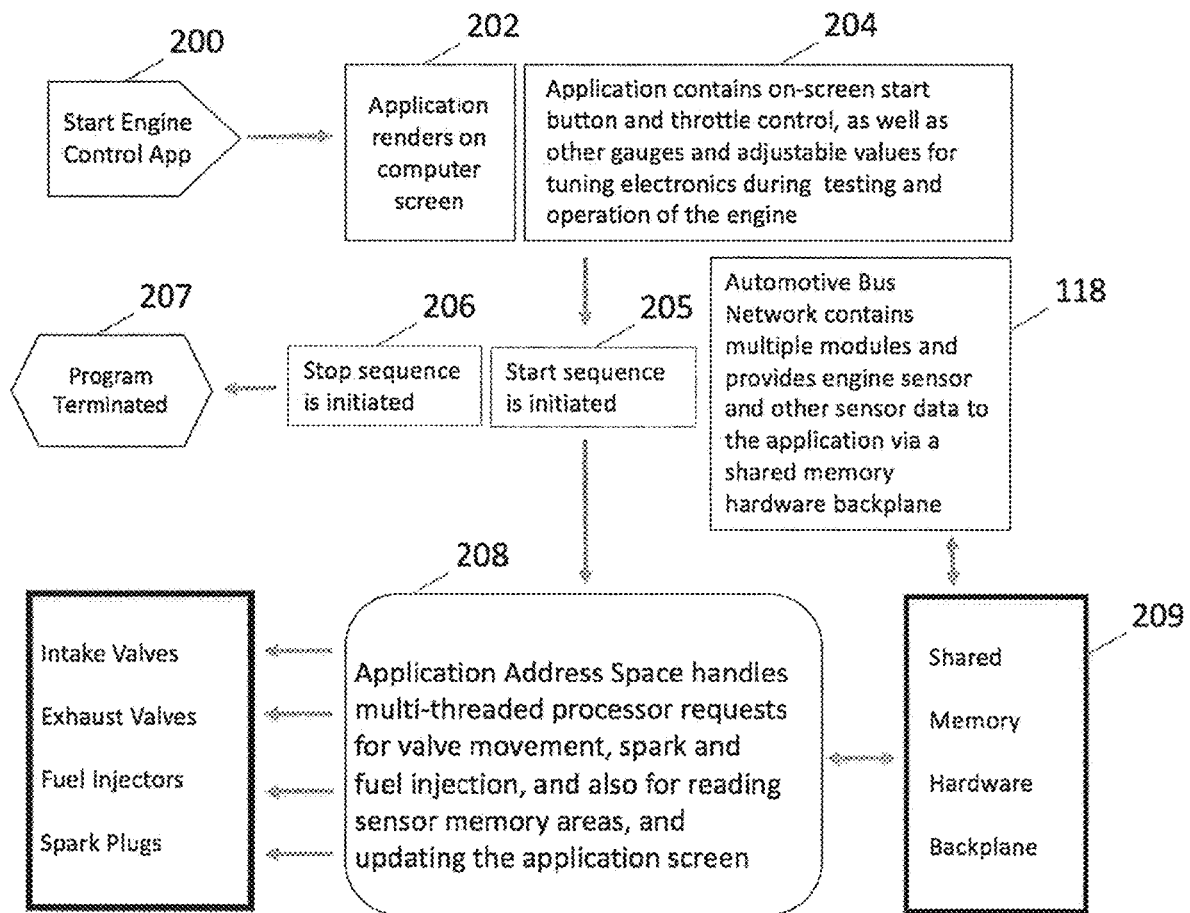 200
Start Engine
Control App
202
Application
renders on
computer
screen
204
Application contains on-screen start
button and throttle control, as well as
other gauges and adjustable values for
tuning electronics during testing and
operation of the engine
207
Program
Terminated
206
Stop sequence
is initiated
205
Start sequence
is initiated
118
Automotive Bus
Network contains
multiple modules and
provides engine sensor
and other sensor data to
the application via a
shared memory
hardware backplane
Intake Valves
Exhaust Valves
Fuel Injectors
Spark Plugs
208
Application Address Space handles
multi-threaded processor requests
for valve movement, spark and
fuel injection, and also for reading
sensor memory areas, and
updating the application screen
209
Shared
Memory
Hardware
Backplane